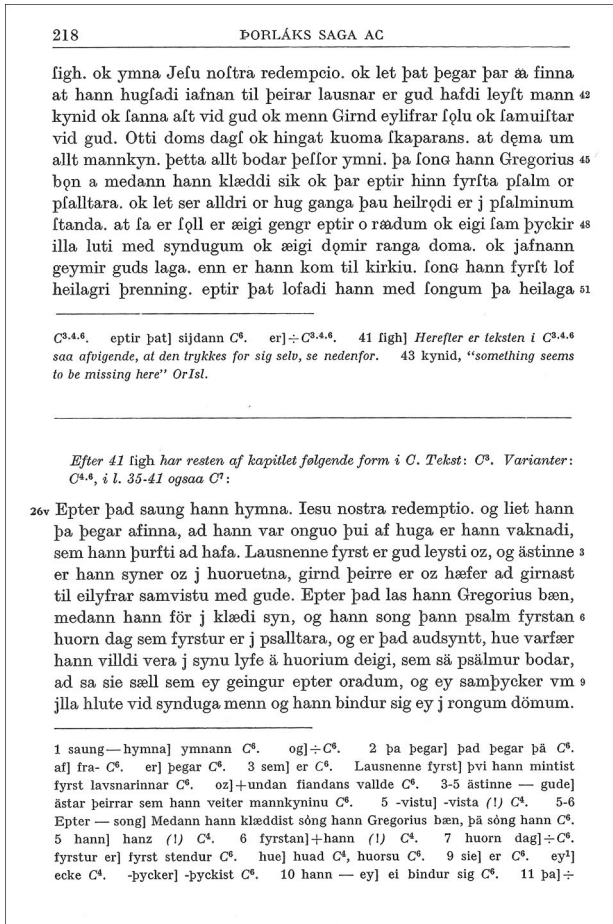 218 ÞORLÁKS SAGA AC
ſigh. ok ymna Jeſu noſtra redempcio. ok let þat þegar þar ꜳ finna
at hann hugſadi iafnan til þeirar lausnar er gud hafdi leyſt mann 42
kynid ok ſanna aſt vid gud ok menn Girnd eylifrar ſǫlu ok ſamuiſtar
vid gud. Otti doms dagſ ok hingat kuoma ſkaparans. at dęma um
allt mannkyn. þetta allt bodar þeſſor ymni. þa ſonɢ hann Gregorius 45
bǫn a medann hann klæddi sik ok þar eptir hinn fyrſta pſalm or
pſalltara. ok let ser alldri or hug ganga þau heilrǫdi er j pſalminum
ſtanda. at ſa er ſǫll er æigi gengr eptir o rꜳdum ok eigi ſam þyckir 48
illa luti med syndugum ok æigi dǫmir ranga doma. ok jafnann
geymir guds laga. enn er hann kom til kirkiu. ſonɢ hann fyrſt lof
heilagri þrenning. eptir þat lofadi hann med ſongum þa heilaga 51
C³·⁴·⁶. eptir þat] sijdann C⁶. er]÷C³·⁴·⁶. 41 ſigh] Herefter er teksten i C³·⁴·⁶
saa afvigende, at den trykkes for sig selv, se nedenfor. 43 kynid, “something seems
to be missing here” OrIsl.
Efter 41 ſigh har resten af kapitlet følgende form i C. Tekst: C³. Varianter:
C⁴·⁶, i l. 35-41 ogsaa C⁷:
26v Epter þad saung hann hymna. Iesu nostra redemptio. og liet hann
þa þegar afinna, ad hann var onguo þui af huga er hann vaknadi,
sem hann þurfti ad hafa. Lausnenne fyrst er gud leysti oz, og ästinne 3
er hann syner oz j huoruetna, girnd þeirre er oz hæfer ad girnast
til eilyfrar samvistu med gude. Epter þad las hann Gregorius bæn,
medann hann för j klædi syn, og hann song þann psalm fyrstan 6
huorn dag sem fyrstur er j psalltara, og er þad audsyntt, hue varfær
hann villdi vera j synu lyfe ä huorium deigi, sem sä psälmur bodar,
ad sa sie sæll sem ey geingur epter oradum, og ey samþycker vm 9
jlla hlute vid synduga menn og hann bindur sig ey j rongum dömum.
1 saung—hymna] ymnann C⁶. og]÷C⁶. 2 þa þegar] þad þegar þä C⁶.
af] fra- C⁶. er] þegar C⁶. 3 sem] er C⁶. Lausnenne fyrst] þvi hann mintist
fyrst lavsnarinnar C⁶. oz]+undan fiandans vallde C⁶. 3-5 ästinne — gude]
ästar þeirrar sem hann veiter mannkyninu C⁶. 5 -vistu] -vista (!) C⁴. 5-6
Epter — song] Medann hann klæddist sòng hann Gregorius bæn, þä sòng hann C⁶.
5 hann] hanz (!) C⁴. 6 fyrstan]+hann (!) C⁴. 7 huorn dag]÷C⁶.
fyrstur er] fyrst stendur C⁶. hue] huad C⁴, huorsu C⁶. 9 sie] er C⁶. ey¹]
ecke C⁴. -þycker] -þyckist C⁶. 10 hann — ey] ei bindur sig C⁶. 11 þa]÷